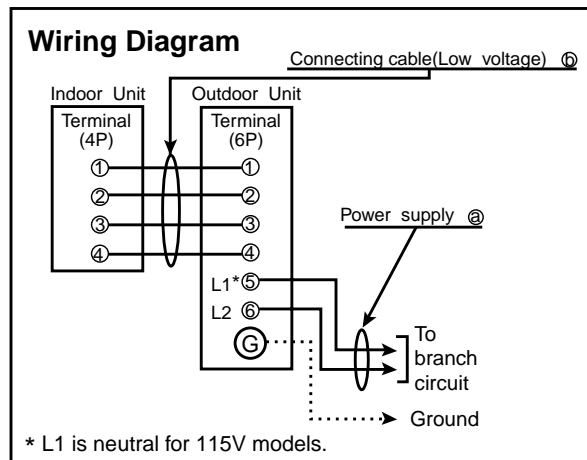 Wiring Diagram
Connecting cable(Low voltage) ⓑ
Indoor Unit
Outdoor Unit
Terminal
(4P)
Terminal
(6P)
① ①
② ②
③ ③
④ ④
Power supply ⓐ
L1* ⑤
L2 ⑥
G
To
branch
circuit
Ground
* L1 is neutral for 115V models.